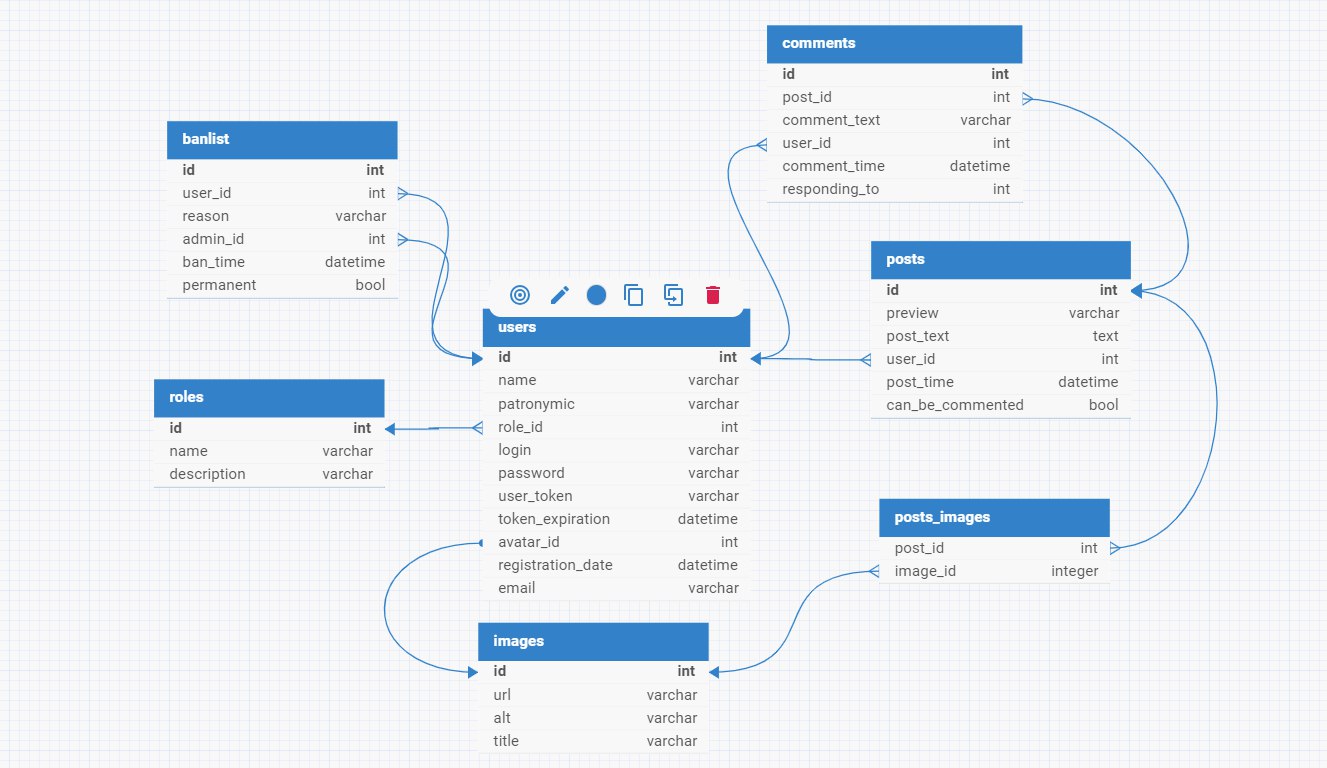 comments
id int
post_id int
comment_text varchar
user_id int
comment_time datetime
responding_to int
banlist
id int
user_id int
reason varchar
admin_id int
ban_time datetime
permanent bool
posts
id int
preview varchar
post_text text
user_id int
post_time datetime
can_be_commented bool
users
id int
name varchar
patronymic varchar
role_id int
login varchar
password varchar
user_token varchar
token_expiration datetime
avatar_id int
registration_date datetime
email varchar
roles
id int
name varchar
description varchar
posts_images
post_id int
image_id integer
images
id int
url varchar
alt varchar
title varchar